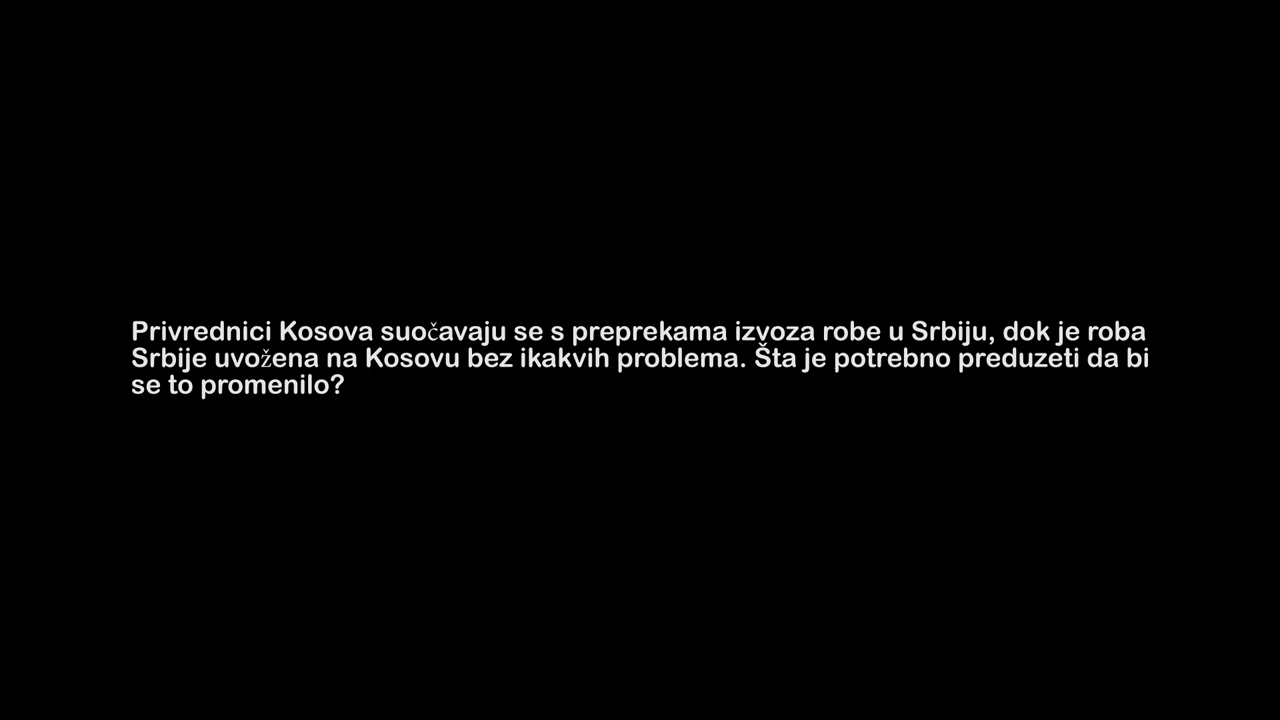 Privrednici Kosova suočavaju se s preprekama izvoza robe u Srbiju, dok je roba
Srbije uvožena na Kosovu bez ikakvih problema. Šta je potrebno preduzeti da bi
se to promenilo?